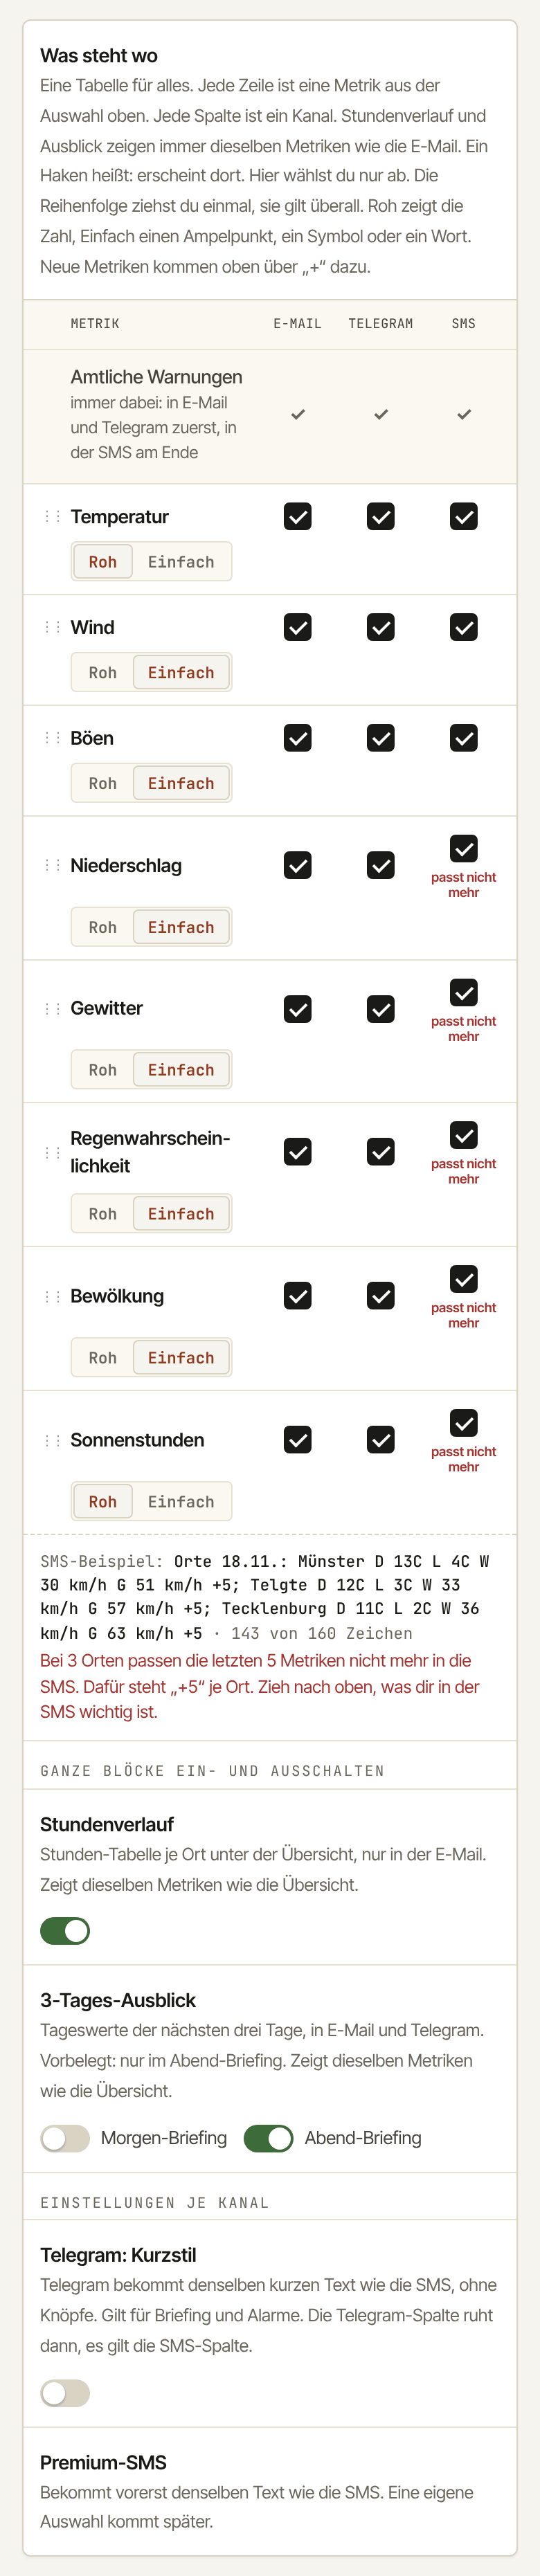 Was steht wo
Eine Tabelle für alles. Jede Zeile ist eine Metrik aus der
Auswahl oben. Jede Spalte ist ein Kanal. Stundenverlauf und
Ausblick zeigen immer dieselben Metriken wie die E-Mail. Ein
Haken heißt: erscheint dort. Hier wählst du nur ab. Die
Reihenfolge ziehst du einmal, sie gilt überall. Roh zeigt die
Zahl, Einfach einen Ampelpunkt, ein Symbol oder ein Wort.
Neue Metriken kommen oben über „+“ dazu.
METRIK E-MAIL TELEGRAM SMS
Amtliche Warnungen
immer dabei: in E-Mail
und Telegram zuerst, in
der SMS am Ende
Temperatur
Roh Einfach
Wind
Roh Einfach
Böen
Roh Einfach
Niederschlag
passt nicht
mehr
Roh Einfach
Gewitter
passt nicht
mehr
Roh Einfach
Regenwahrschein-
lichkeit
passt nicht
mehr
Roh Einfach
Bewölkung
passt nicht
mehr
Roh Einfach
Sonnenstunden
passt nicht
mehr
Roh Einfach
SMS-Beispiel: Orte 18.11.: Münster D 13C L 4C W
30 km/h G 51 km/h +5; Telgte D 12C L 3C W 33
km/h G 57 km/h +5; Tecklenburg D 11C L 2C W 36
km/h G 63 km/h +5 · 143 von 160 Zeichen
Bei 3 Orten passen die letzten 5 Metriken nicht mehr in die
SMS. Dafür steht „+5“ je Ort. Zieh nach oben, was dir in der
SMS wichtig ist.
GANZE BLÖCKE EIN- UND AUSSCHALTEN
Stundenverlauf
Stunden-Tabelle je Ort unter der Übersicht, nur in der E-Mail.
Zeigt dieselben Metriken wie die Übersicht.
3-Tages-Ausblick
Tageswerte der nächsten drei Tage, in E-Mail und Telegram.
Vorbelegt: nur im Abend-Briefing. Zeigt dieselben Metriken
wie die Übersicht.
Morgen-Briefing Abend-Briefing
EINSTELLUNGEN JE KANAL
Telegram: Kurzstil
Telegram bekommt denselben kurzen Text wie die SMS, ohne
Knöpfe. Gilt für Briefing und Alarme. Die Telegram-Spalte ruht
dann, es gilt die SMS-Spalte.
Premium-SMS
Bekommt vorerst denselben Text wie die SMS. Eine eigene
Auswahl kommt später.